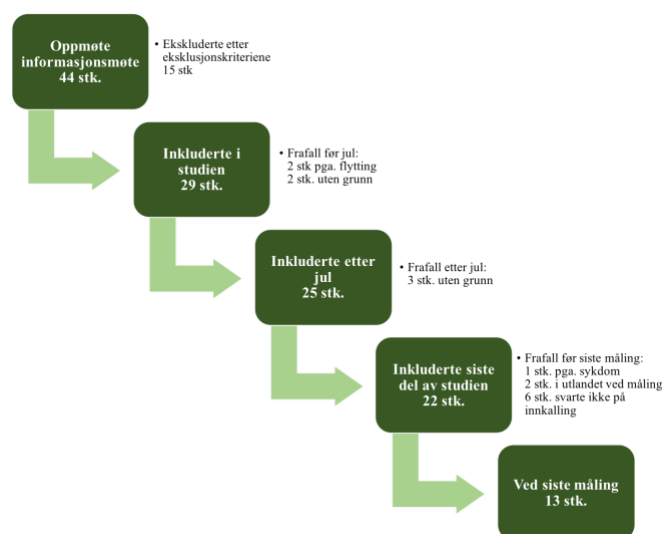 Oppmøte
informasjonsmøte
44 stk.
• Ekskluderte etter
eksklusjonskriteriene
15 stk
Inkluderte i
studien
29 stk.
• Frafall før jul:
2 stk pga. flytting
2 stk. uten grunn
Inkluderte etter
jul
25 stk.
• Frafall etter jul:
3 stk. uten grunn
Inkluderte siste
del av studien
22 stk.
• Frafall før siste måling:
1 stk. pga. sykdom
2 stk. i utlandet ved måling
6 stk. svarte ikke på
innkalling
Ved siste måling
13 stk.